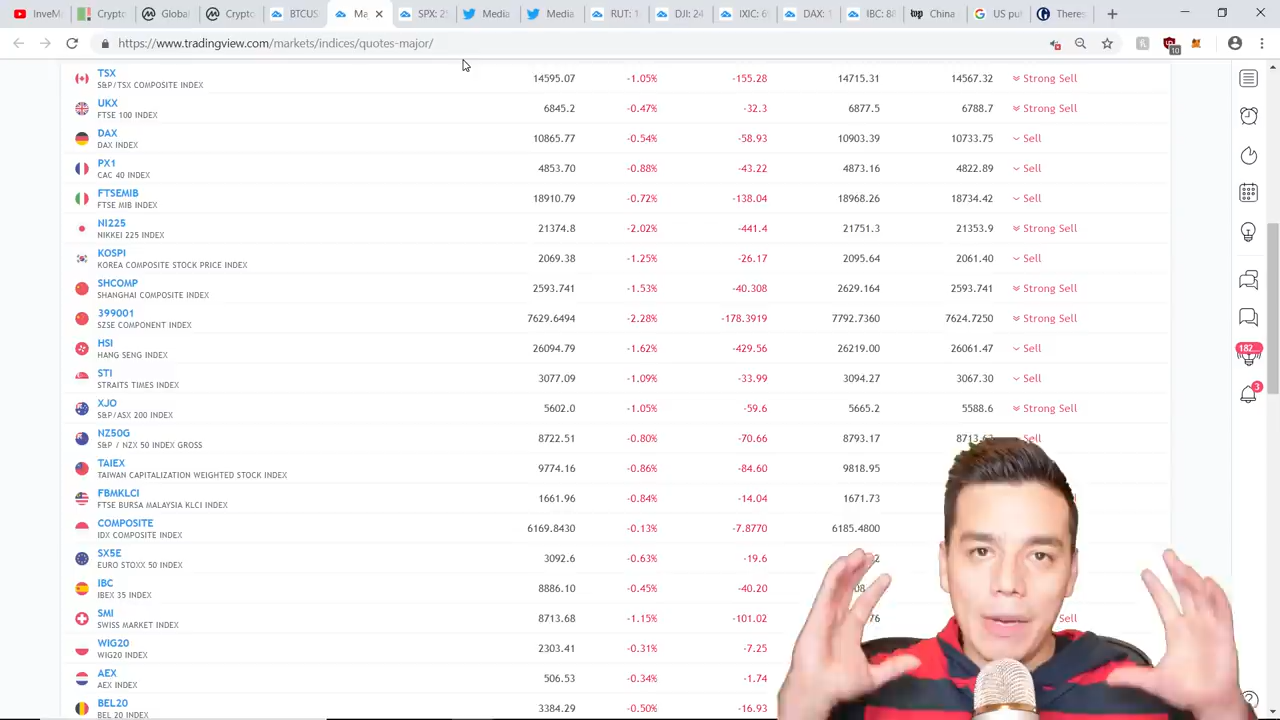 Live
Crypto
Global
Crypto
BTCUS
Ma
SPX 25
Media
Media
RUT 1
DJI 24
IXIC 6
DAX 1
IBC 88
China
US put
Theres
https://www.tradingview.com/markets/indices/quotes-major/
10
TSX 14595.07 -1.05% -155.28 14715.31 14567.32 Strong Sell
S&P/TSX COMPOSITE INDEX
UKX 6845.2 -0.47% -32.3 6877.5 6788.7 Strong Sell
FTSE 100 INDEX
DAX 10865.77 -0.54% -58.93 10903.39 10733.75 Sell
DAX INDEX
PX1 4853.70 -0.88% -43.22 4873.16 4822.89 Sell
CAC 40 INDEX
FTSEMIB 18910.79 -0.72% -138.04 18968.26 18734.42 Sell
FTSE MIB INDEX
NI225 21374.8 -2.02% -441.4 21751.3 21353.9 Strong Sell
NIKKEI 225 INDEX
KOSPI 2069.38 -1.25% -26.17 2095.64 2061.40 Sell
KOREA COMPOSITE STOCK PRICE INDEX
SHCOMP 2593.741 -1.53% -40.308 2629.164 2593.741 Strong Sell
SHANGHAI COMPOSITE INDEX
399001 7629.6494 -2.28% -178.3919 7792.7360 7624.7250 Strong Sell
SZSE COMPONENT INDEX
HSI 26094.79 -1.62% -429.56 26219.00 26061.47 Sell
HANG SENG INDEX
182
STI 3077.09 -1.09% -33.99 3094.27 3067.30 Sell
STRAITS TIMES INDEX
3
XJO 5602.0 -1.05% -59.6 5665.2 5588.6 Strong Sell
S&P/ASX 200 INDEX
NZ50G 8722.51 -0.80% -70.66 8793.17 Sell
S&P / NZX 50 INDEX GROSS
TAIEX 9774.16 -0.86% -84.60 9818.95
TAIWAN CAPITALIZATION WEIGHTED STOCK INDEX
FBMKLCI 1661.96 -0.84% -14.04 1671.73
FTSE BURSA MALAYSIA KLCI INDEX
COMPOSITE 6169.8430 -0.13% -7.8770 6185.4800
IDX COMPOSITE INDEX
SX5E 3092.6 -0.63% -19.6
EURO STOXX 50 INDEX
IBC 8886.10 -0.45% -40.20
IBEX 35 INDEX
SMI 8713.68 -1.15% -101.02 76 Sell
SWISS MARKET INDEX
WIG20 2303.41 -0.31% -7.25
WIG20 INDEX
AEX 506.53 -0.34% -1.74
AEX INDEX
BEL20 3384.29 -0.50% -16.93
BEL 20 INDEX